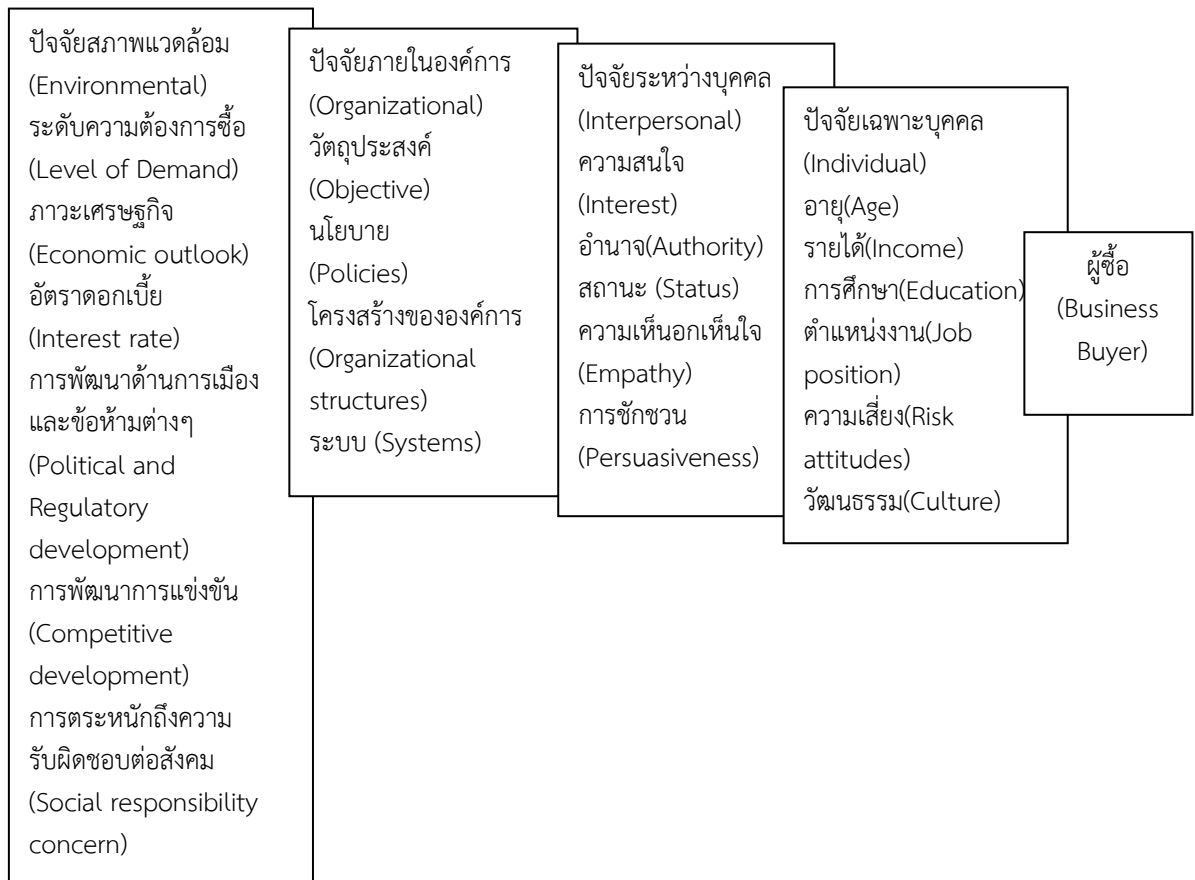 ปัจจัยสภาพแวดล้อม
(Environmental)
ระดับความต้องการซื้อ
(Level of Demand)
ภาวะเศรษฐกิจ
(Economic outlook)
อัตราดอกเบี้ย
(Interest rate)
การพัฒนาด้านการเมือง
และข้อห้ามต่างๆ
(Political and
Regulatory
development)
การพัฒนาการแข่งขัน
(Competitive
development)
การตระหนักถึงความ
รับผิดชอบต่อสังคม
(Social responsibility
concern)
ปัจจัยภายในองค์การ
(Organizational)
วัตถุประสงค์
(Objective)
นโยบาย
(Policies)
โครงสร้างขององค์การ
(Organizational
structures)
ระบบ (Systems)
ปัจจัยระหว่างบุคคล
(Interpersonal)
ความสนใจ
(Interest)
อำนาจ(Authority)
สถานะ (Status)
ความเห็นอกเห็นใจ
(Empathy)
การชักชวน
(Persuasiveness)
ปัจจัยเฉพาะบุคคล
(Individual)
อายุ(Age)
รายได้(Income)
การศึกษา(Education)
ตำแหน่งงาน(Job
position)
ความเสี่ยง(Risk
attitudes)
วัฒนธรรม(Culture)
ผู้ซื้อ
(Business
Buyer)